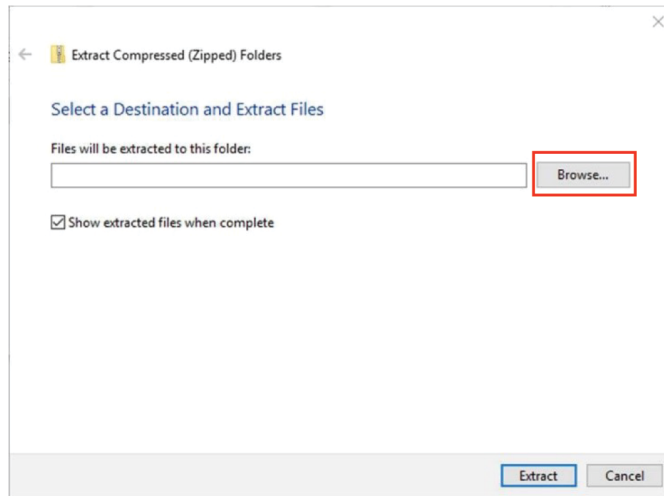 Extract Compressed (Zipped) Folders
Select a Destination and Extract Files
Files will be extracted to this folder:
Browse...
Show extracted files when complete
Extract
Cancel